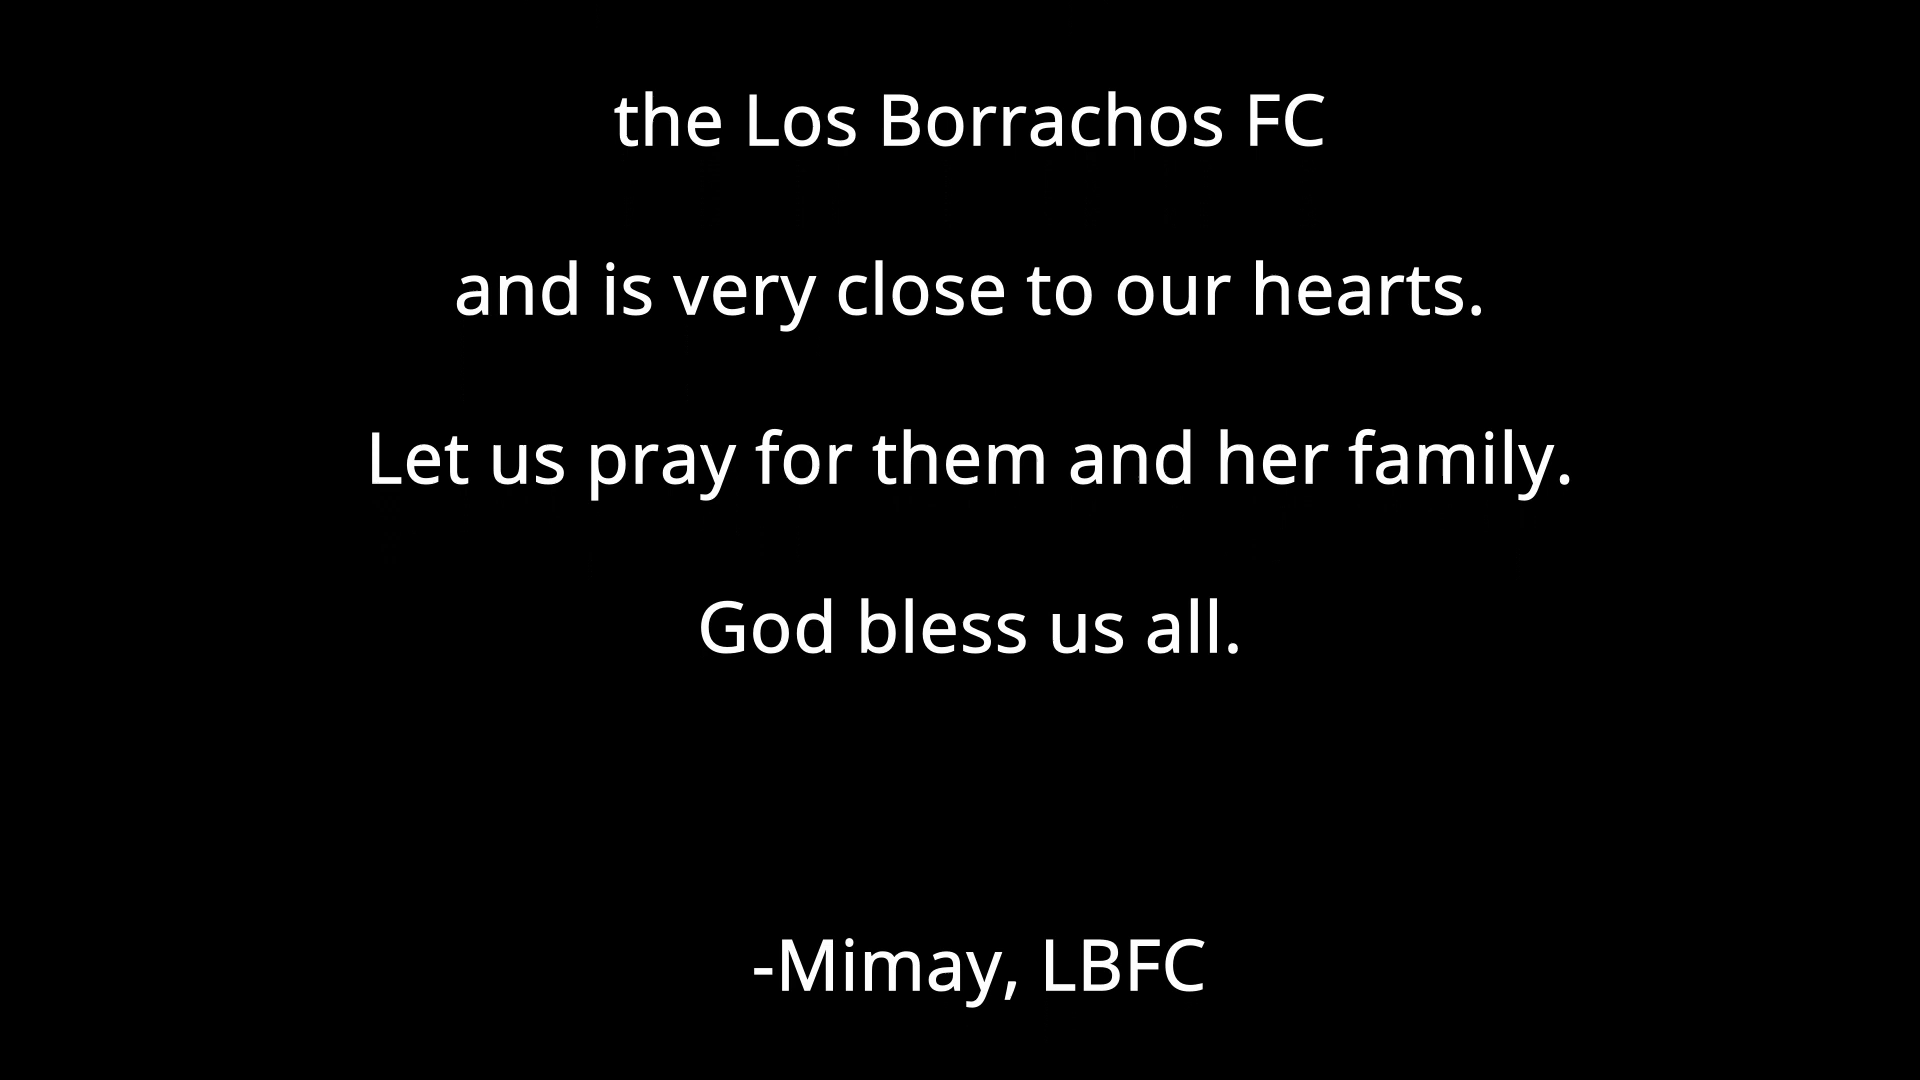 the Los Borrachos FC
and is very close to our hearts.
Let us pray for them and her family.
God bless us all.
-Mimay, LBFC